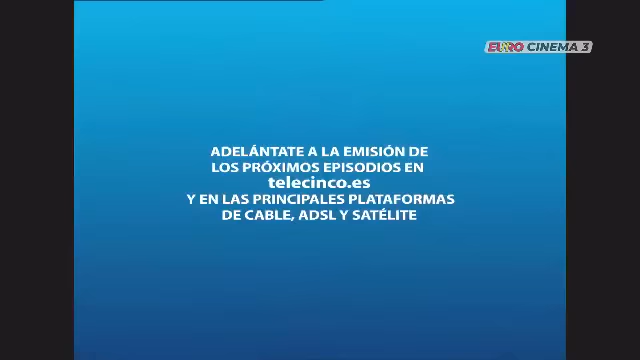 EURO CINEMA 3
ADELÁNTATE A LA EMISIÓN DE
LOS PRÓXIMOS EPISODIOS EN
telecinco.es
Y EN LAS PRINCIPALES PLATAFORMAS
DE CABLE, ADSL Y SATÉLITE